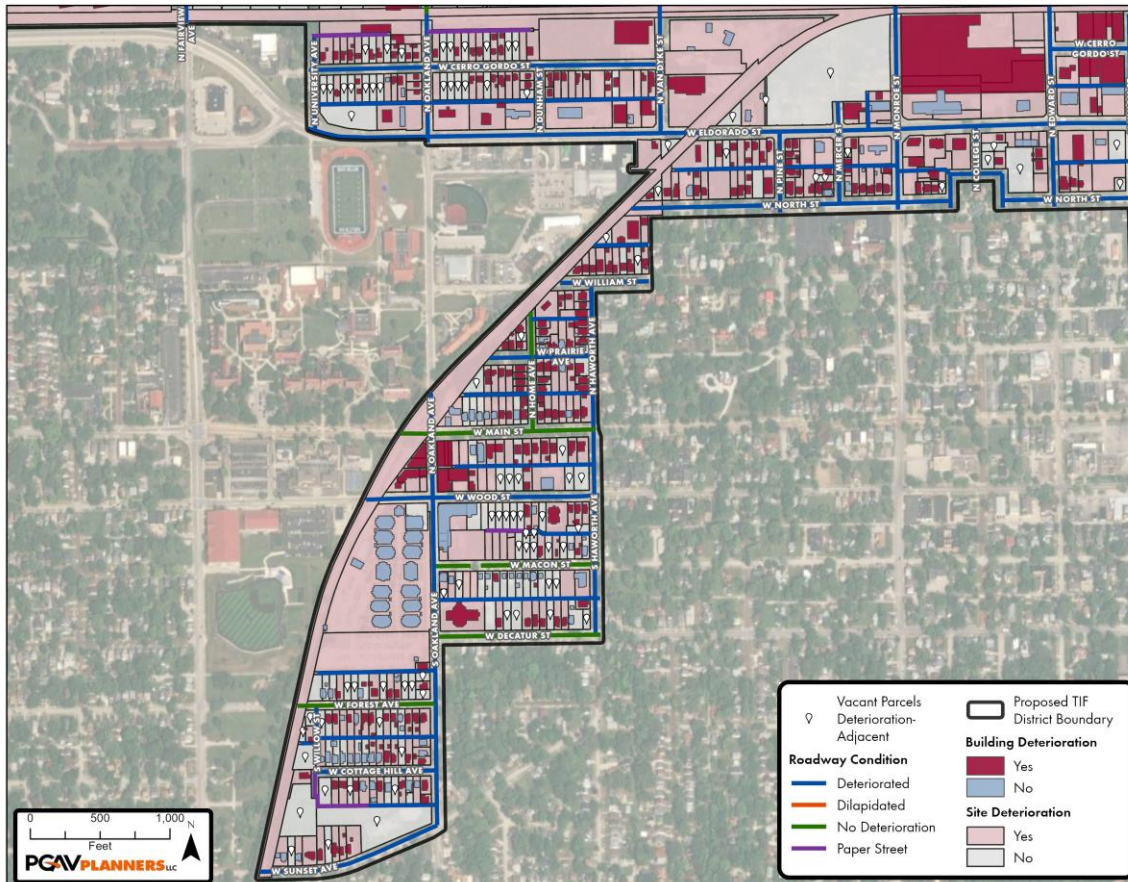 N FAIRVIEW
AVE
N UNIVERSITY AVE
N OAKLAND AVE
W CERRO GORDO ST
N DUNHAM ST
N VAN DYKE ST
W ELDORADO ST
N PINE ST
N MERCER ST
N MONROE ST
N COLLEGE ST
N EDWARD ST
W CERRO
GORDO ST
W NORTH ST
W NORTH ST
W WILLIAM ST
N HAWORTH AVE
W PRAIRIE
AVE
N HOME AVE
N OAKLAND AVE
W MAIN ST
W WOOD ST
S HAWORTH AVE
W MACON ST
S OAKLAND AVE
W DECATUR ST
W FOREST AVE
S WILLOW ST
W COTTAGE HILL AVE
W SUNSET AVE
0 500 1,000
Feet
N
PGAVPLANNERS LLC
Vacant Parcels
Deterioration-
Adjacent
Roadway Condition
Deteriorated
Dilapidated
No Deterioration
Paper Street
Proposed TIF
District Boundary
Building Deterioration
Yes
No
Site Deterioration
Yes
No